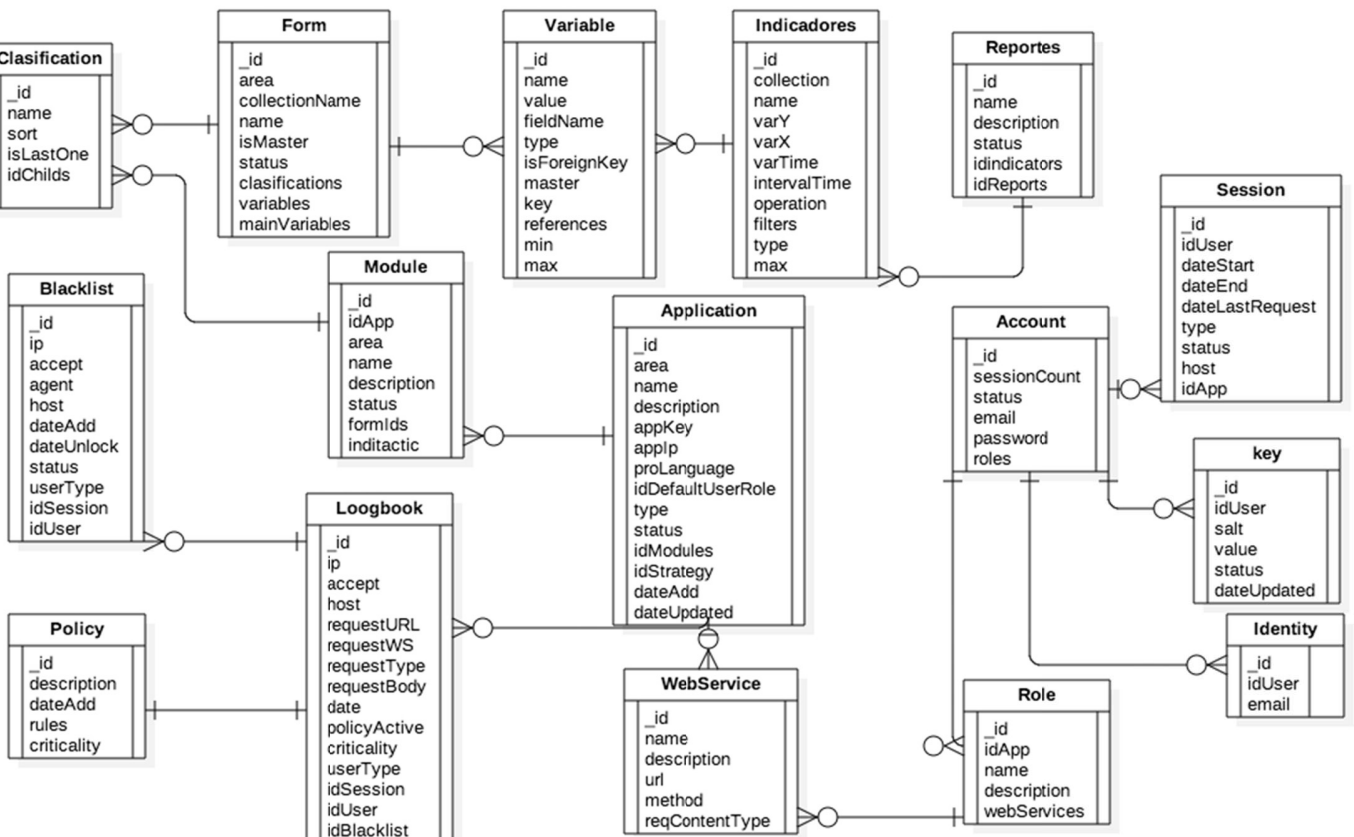 Clasification
_id
name
sort
isLastOne
idChilds
Form
_id
area
collectionName
name
isMaster
status
clasifications
variables
mainVariables
Variable
_id
name
value
fieldName
type
isForeignKey
master
key
references
min
max
Indicadores
_id
collection
name
varY
varX
varTime
intervalTime
operation
filters
type
max
Reportes
_id
name
description
status
idindicators
idReports
Session
_id
idUser
dateStart
dateEnd
dateLastRequest
type
status
host
idApp
Blacklist
_id
ip
accept
agent
host
dateAdd
dateUnlock
status
userType
idSession
idUser
Module
_id
idApp
area
name
description
status
formIds
inditactic
Application
_id
area
name
description
appKey
appIp
proLanguage
idDefaultUserRole
type
status
idModules
idStrategy
dateAdd
dateUpdated
Account
_id
sessionCount
status
email
password
roles
key
_id
idUser
salt
value
status
dateUpdated
Policy
_id
description
dateAdd
rules
criticality
Loogbook
_id
ip
accept
host
requestURL
requestWS
requestType
requestBody
date
policyActive
criticality
userType
idSession
idUser
idBlacklist
WebService
_id
name
description
url
method
reqContentType
Role
_id
idApp
name
description
webServices
Identity
_id
idUser
email